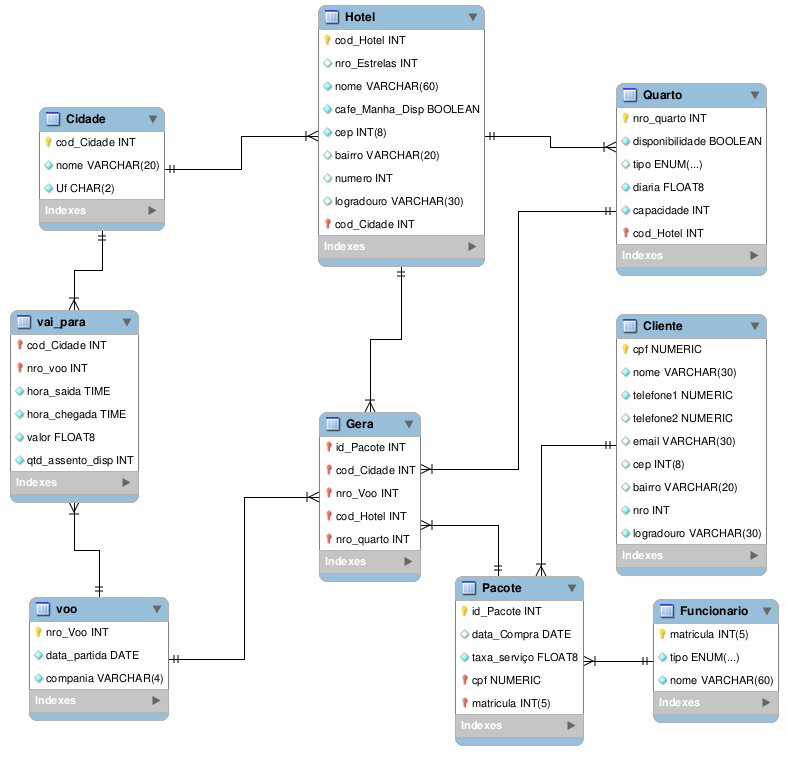 Hotel
cod_Hotel INT
nro_Estrelas INT
nome VARCHAR(60)
cafe_Manha_Disp BOOLEAN
cep INT(8)
bairro VARCHAR(20)
numero INT
logradouro VARCHAR(30)
cod_Cidade INT
Indexes
Quarto
nro_quarto INT
disponibilidade BOOLEAN
tipo ENUM(...)
diaria FLOAT8
capacidade INT
cod_Hotel INT
Indexes
Cidade
cod_Cidade INT
nome VARCHAR(20)
Uf CHAR(2)
Indexes
vai_para
cod_Cidade INT
nro_voo INT
hora_saida TIME
hora_chegada TIME
valor FLOAT8
qtd_assento_disp INT
Indexes
Cliente
cpf NUMERIC
nome VARCHAR(30)
telefone1 NUMERIC
telefone2 NUMERIC
email VARCHAR(30)
cep INT(8)
bairro VARCHAR(20)
nro INT
logradouro VARCHAR(30)
Indexes
Gera
id_Pacote INT
cod_Cidade INT
nro_Voo INT
cod_Hotel INT
nro_quarto INT
Indexes
voo
nro_Voo INT
data_partida DATE
compania VARCHAR(4)
Indexes
Pacote
id_Pacote INT
data_Compra DATE
taxa_serviço FLOAT8
cpf NUMERIC
matricula INT(5)
Indexes
Funcionario
matricula INT(5)
tipo ENUM(...)
nome VARCHAR(60)
Indexes